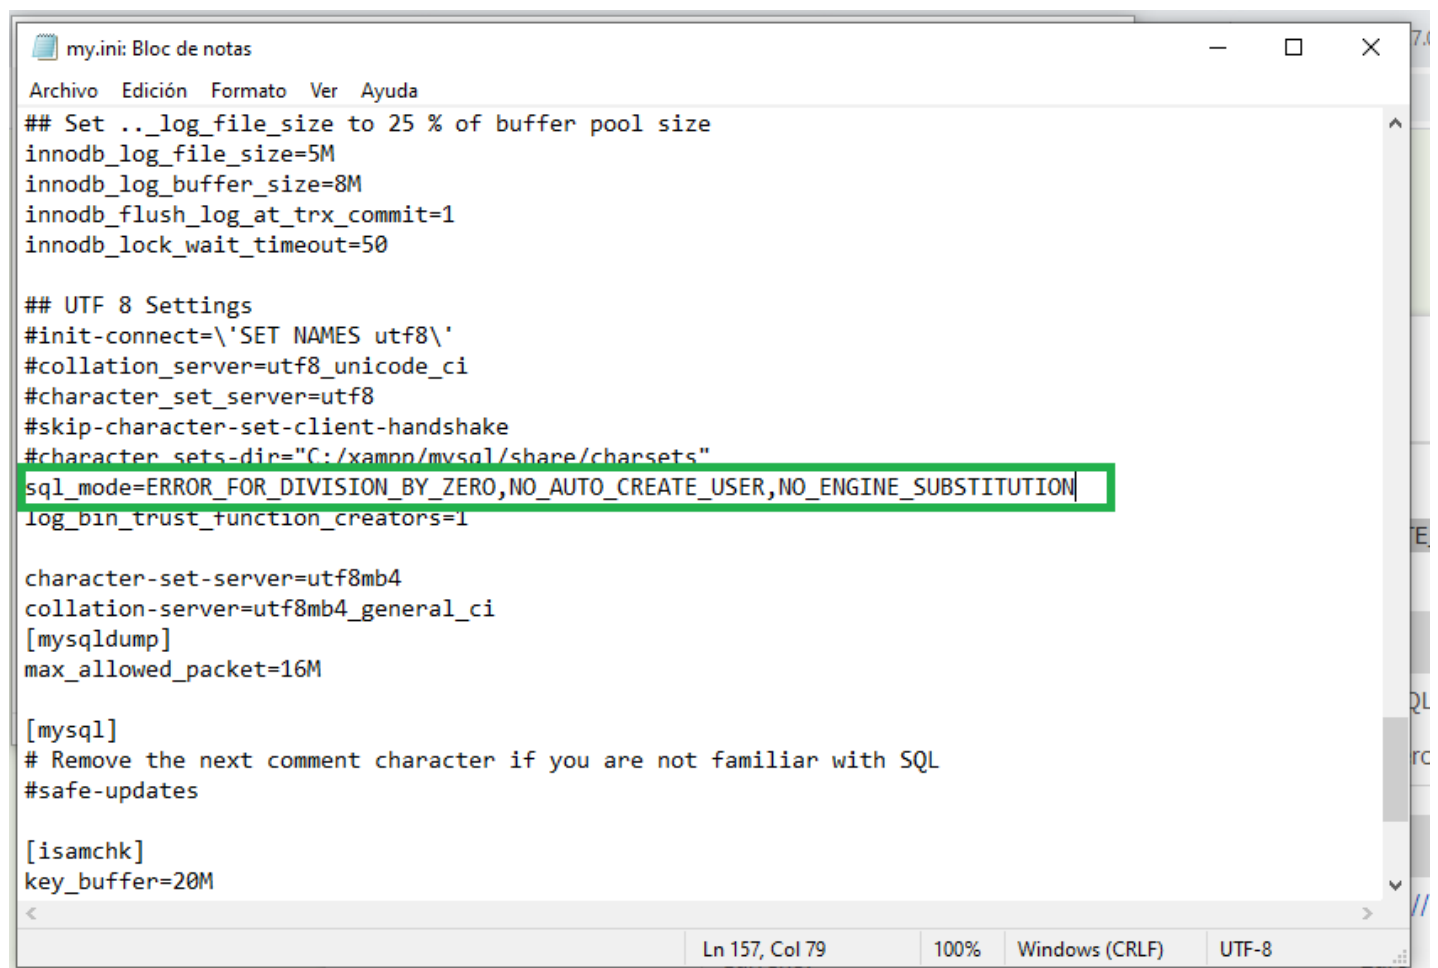 my.ini: Bloc de notas
Archivo Edición Formato Ver Ayuda
## Set .._log_file_size to 25 % of buffer pool size
innodb_log_file_size=5M
innodb_log_buffer_size=8M
innodb_flush_log_at_trx_commit=1
innodb_lock_wait_timeout=50
## UTF 8 Settings
#init-connect=\'SET NAMES utf8\'
#collation_server=utf8_unicode_ci
#character_set_server=utf8
#skip-character-set-client-handshake
#character_sets-dir="C:/xampp/mysql/share/charsets"
sql_mode=ERROR_FOR_DIVISION_BY_ZERO,NO_AUTO_CREATE_USER,NO_ENGINE_SUBSTITUTION
log_bin_trust_function_creators=1
character-set-server=utf8mb4
collation-server=utf8mb4_general_ci
[mysqldump]
max_allowed_packet=16M
[mysql]
# Remove the next comment character if you are not familiar with SQL
#safe-updates
[isamchk]
key_buffer=20M
Ln 157, Col 79 100% Windows (CRLF) UTF-8